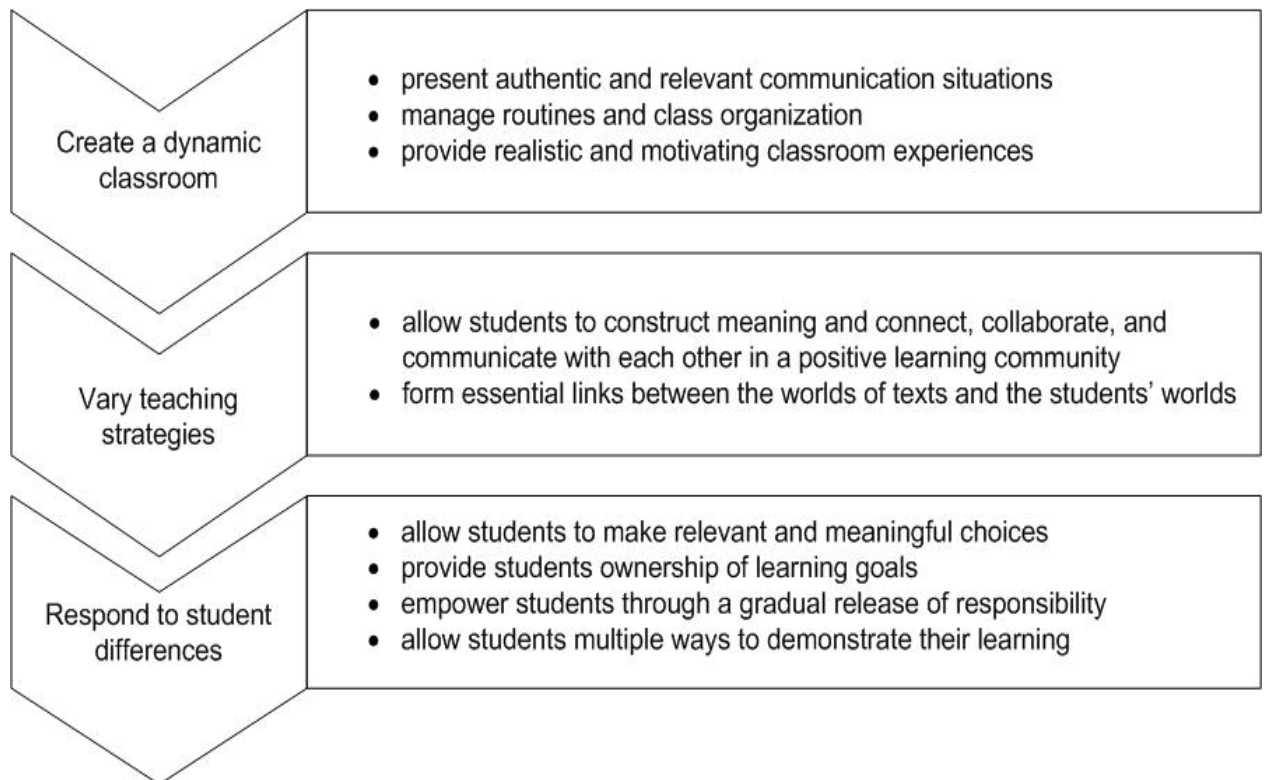 Create a dynamic
classroom
• present authentic and relevant communication situations
• manage routines and class organization
• provide realistic and motivating classroom experiences
Vary teaching
strategies
• allow students to construct meaning and connect, collaborate, and
communicate with each other in a positive learning community
• form essential links between the worlds of texts and the students’ worlds
Respond to student
differences
• allow students to make relevant and meaningful choices
• provide students ownership of learning goals
• empower students through a gradual release of responsibility
• allow students multiple ways to demonstrate their learning